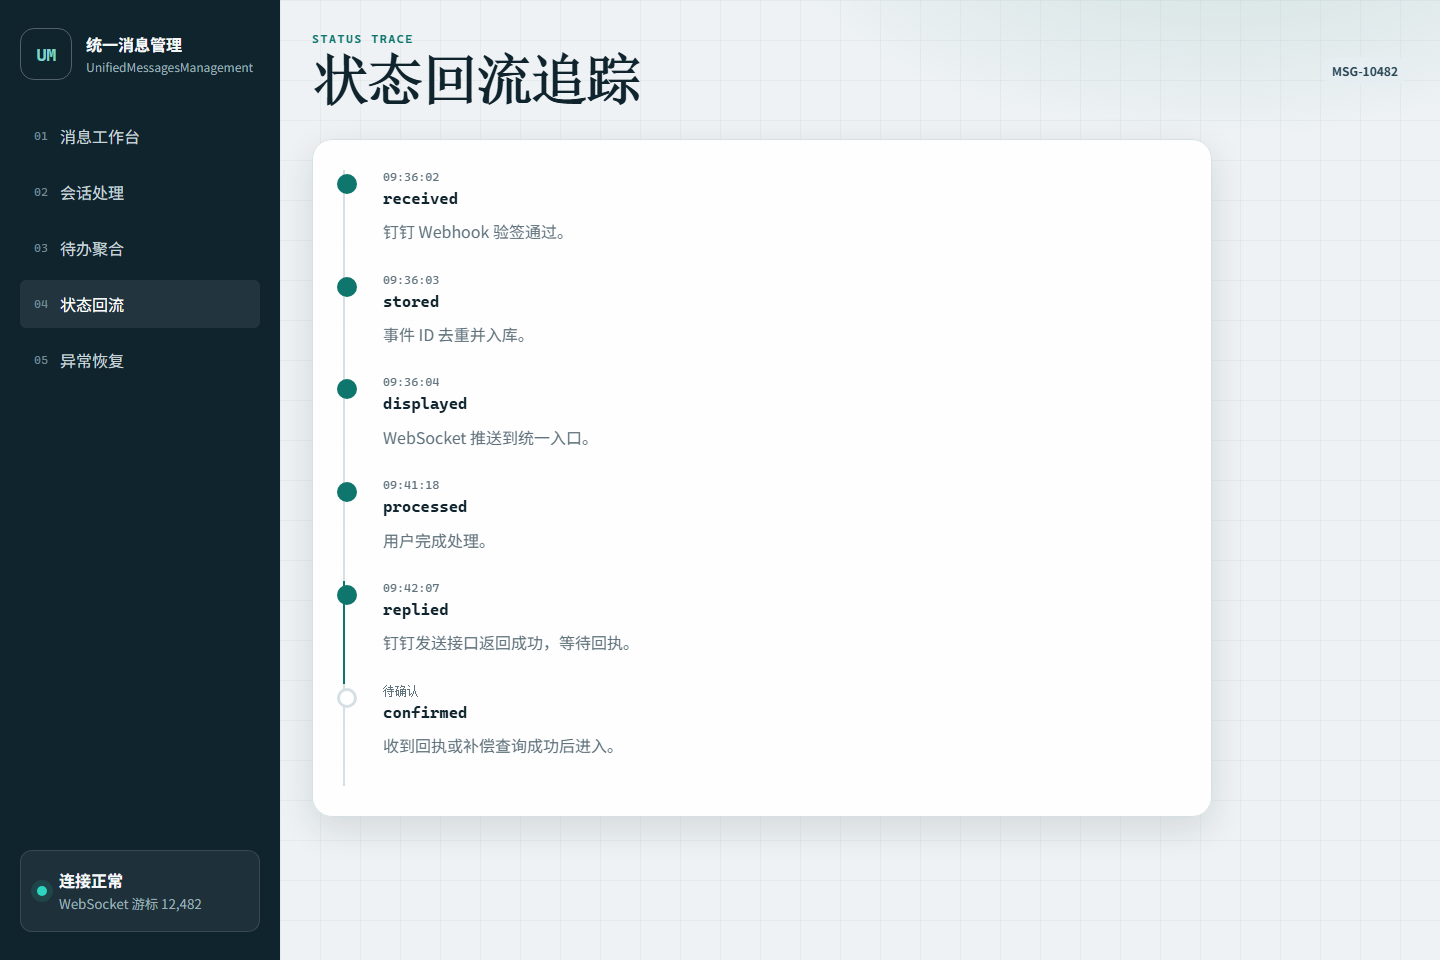 UM
统一消息管理
UnifiedMessagesManagement
01 消息工作台
02 会话处理
03 待办聚合
04 状态回流
05 异常恢复
连接正常
WebSocket 游标 12,482
STATUS TRACE
状态回流追踪
MSG-10482
09:36:02
received
钉钉 Webhook 验签通过。
09:36:03
stored
事件 ID 去重并入库。
09:36:04
displayed
WebSocket 推送到统一入口。
09:41:18
processed
用户完成处理。
09:42:07
replied
钉钉发送接口返回成功，等待回执。
待确认
confirmed
收到回执或补偿查询成功后进入。